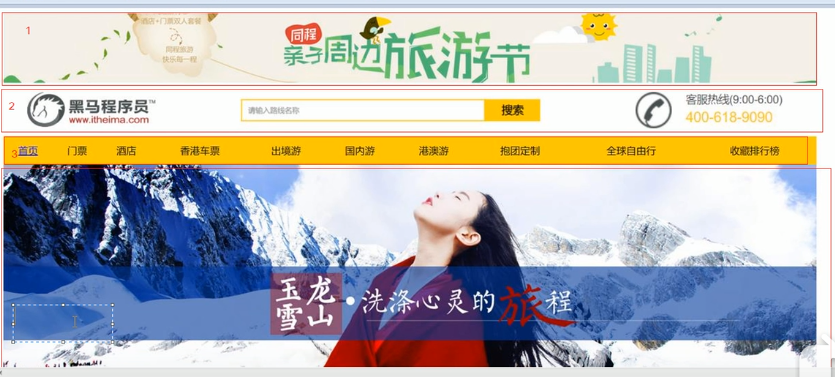 1
酒店+门票双人套餐
同程旅游
快乐每一程
同程
亲子周边旅游节
2
黑马程序员™
www.itheima.com
请输入路线名称
搜索
客服热线(9:00-6:00)
400-618-9090
3
首页 门票 酒店 香港车票 出境游 国内游 港澳游 抱团定制 全球自由行 收藏排行榜
玉龙雪山·洗涤心灵的旅程